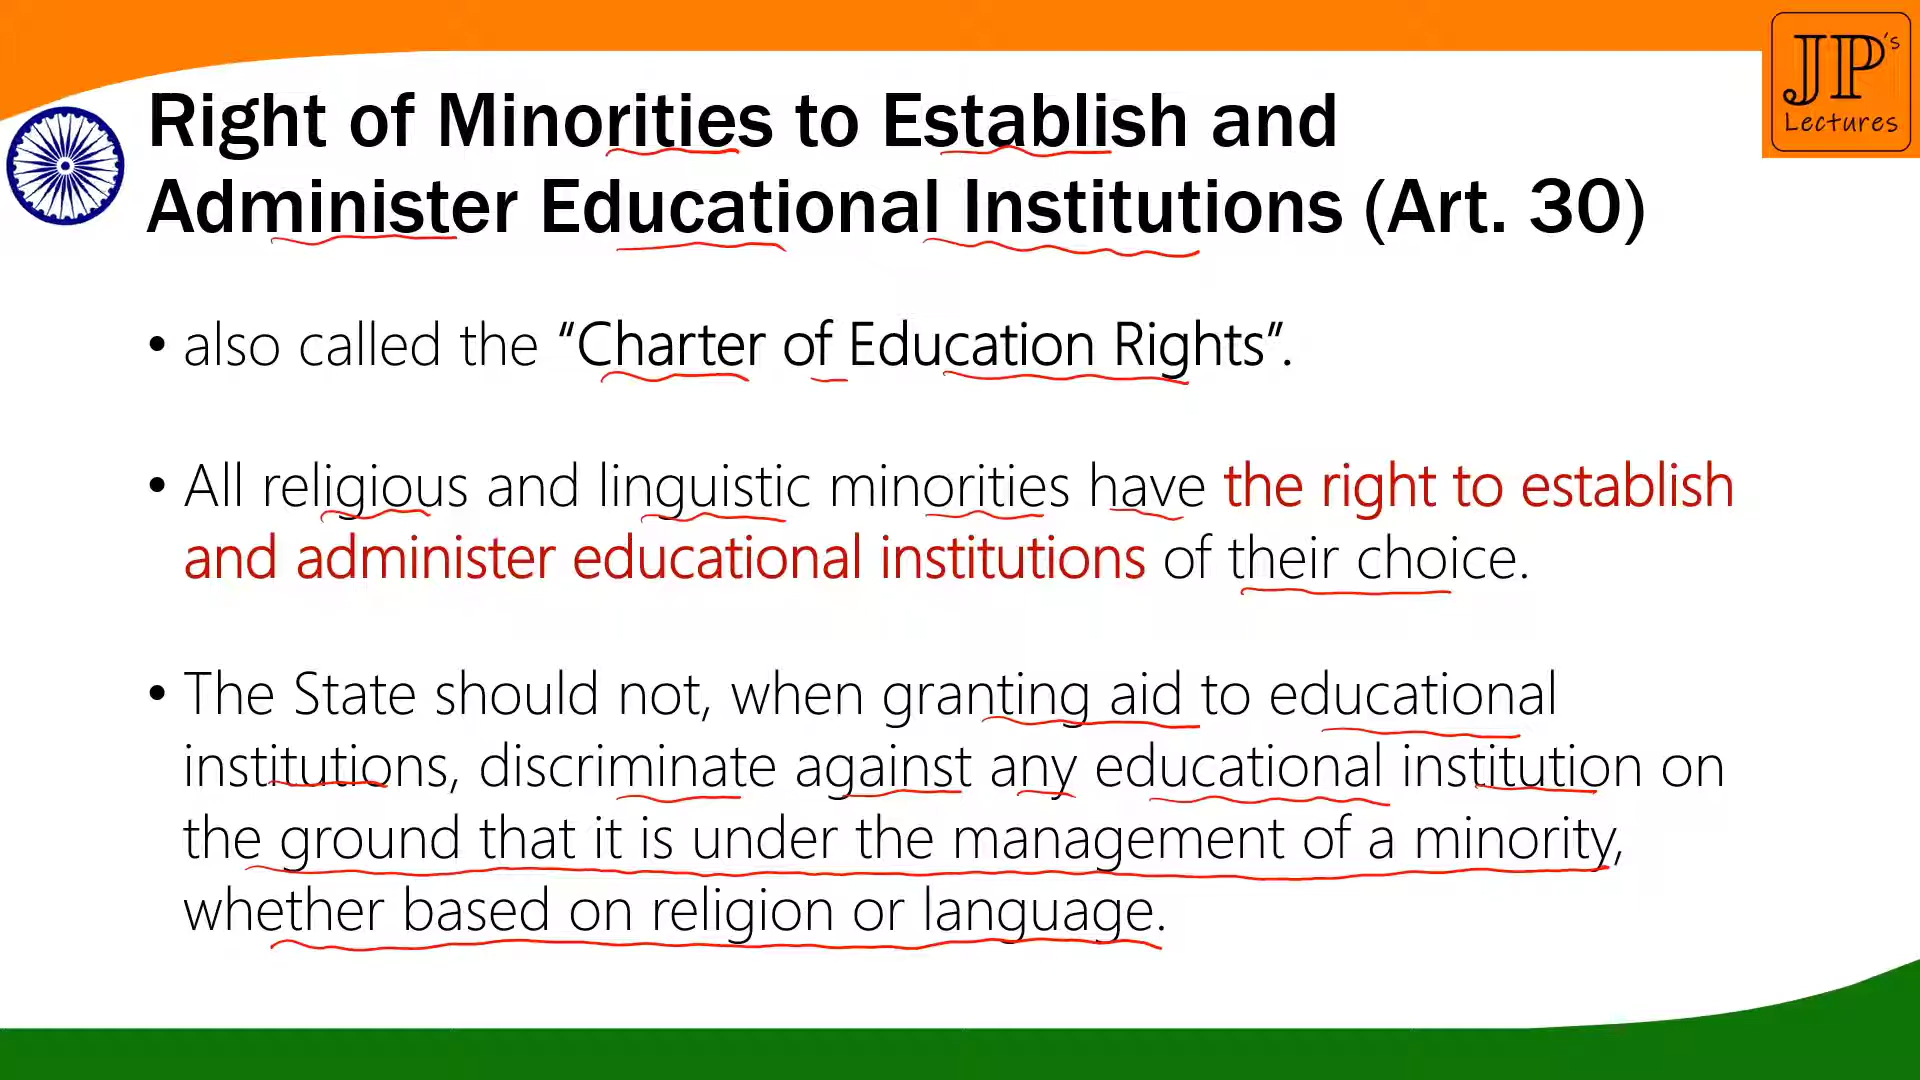 JP's
Lectures
Right of Minorities to Establish and
Administer Educational Institutions (Art. 30)
• also called the “Charter of Education Rights”.
• All religious and linguistic minorities have the right to establish
and administer educational institutions of their choice.
• The State should not, when granting aid to educational
institutions, discriminate against any educational institution on
the ground that it is under the management of a minority,
whether based on religion or language.